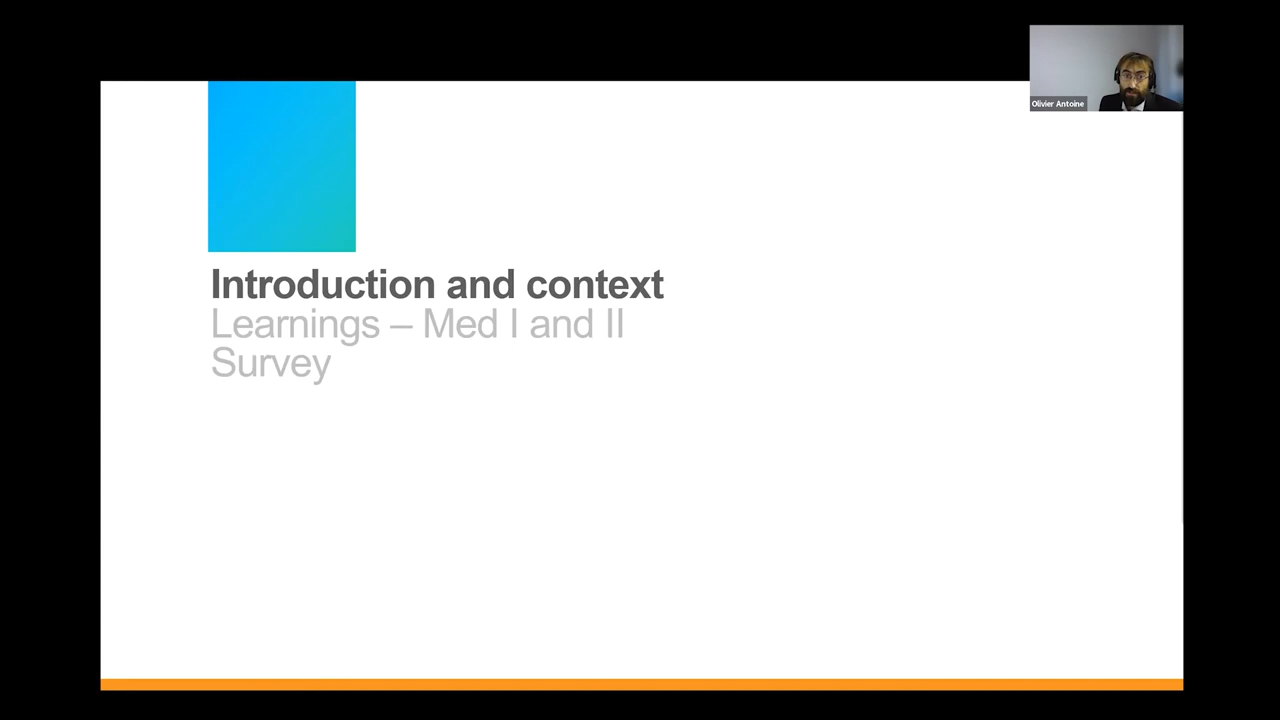 Olivier Antoine
Introduction and context
Learnings – Med I and II
Survey